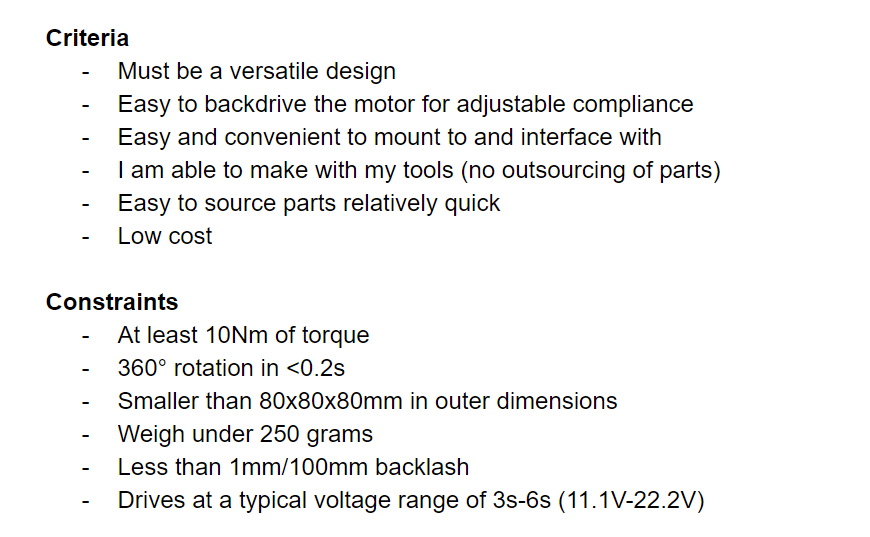 Criteria
- Must be a versatile design
- Easy to backdrive the motor for adjustable compliance
- Easy and convenient to mount to and interface with
- I am able to make with my tools (no outsourcing of parts)
- Easy to source parts relatively quick
- Low cost
Constraints
- At least 10Nm of torque
- 360° rotation in <0.2s
- Smaller than 80x80x80mm in outer dimensions
- Weigh under 250 grams
- Less than 1mm/100mm backlash
- Drives at a typical voltage range of 3s-6s (11.1V-22.2V)